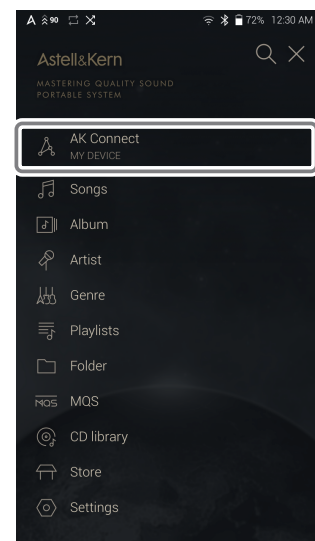 A 90 72% 12:30 AM
Astell&Kern
MASTERING QUALITY SOUND
PORTABLE SYSTEM
AK Connect
MY DEVICE
Songs
Album
Artist
Genre
Playlists
Folder
MQS MQS
CD library
Store
Settings